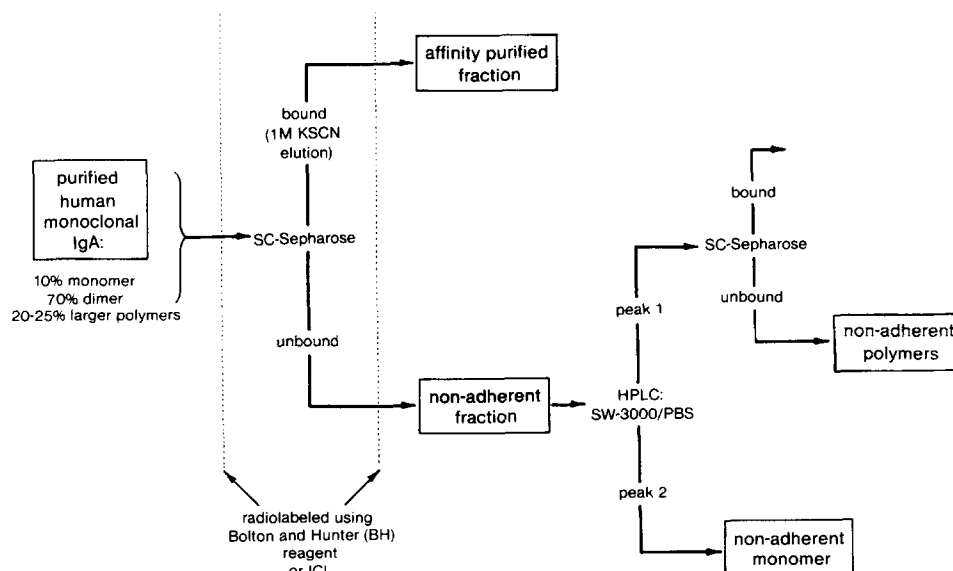 affinity purified
fraction
bound
(1M KSCN
elution)
purified
human
monoclonal
IgA:
10% monomer
70% dimer
20-25% larger polymers
SC-Sepharose
unbound
non-adherent
fraction
radiolabeled using
Bolton and Hunter (BH)
reagent
or ICl
HPLC:
SW-3000/PBS
peak 1
SC-Sepharose
bound
unbound
non-adherent
polymers
peak 2
non-adherent
monomer